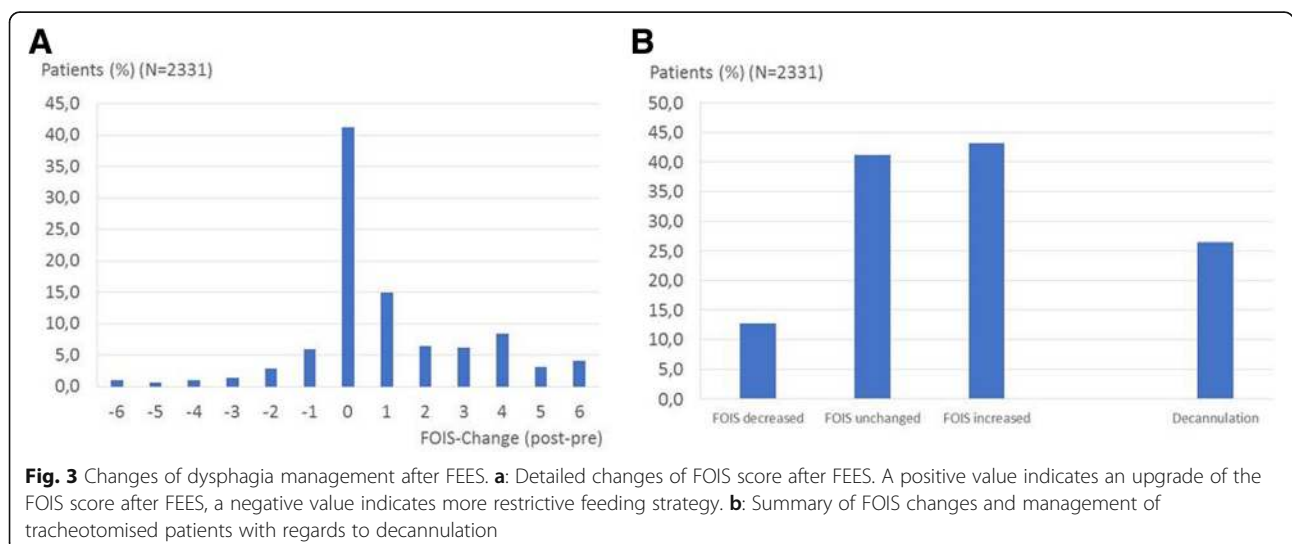 A
Patients (%) (N=2331)
45,0
40,0
35,0
30,0
25,0
20,0
15,0
10,0
5,0
0,0
-6 -5 -4 -3 -2 -1 0 1 2 3 4 5 6
FOIS-Change (post-pre)
B
Patients (%) (N=2331)
50,0
45,0
40,0
35,0
30,0
25,0
20,0
15,0
10,0
5,0
0,0
FOIS decreased FOIS unchanged FOIS increased Decannulation
Fig. 3 Changes of dysphagia management after FEES. a: Detailed changes of FOIS score after FEES. A positive value indicates an upgrade of the
FOIS score after FEES, a negative value indicates more restrictive feeding strategy. b: Summary of FOIS changes and management of
tracheotomised patients with regards to decannulation